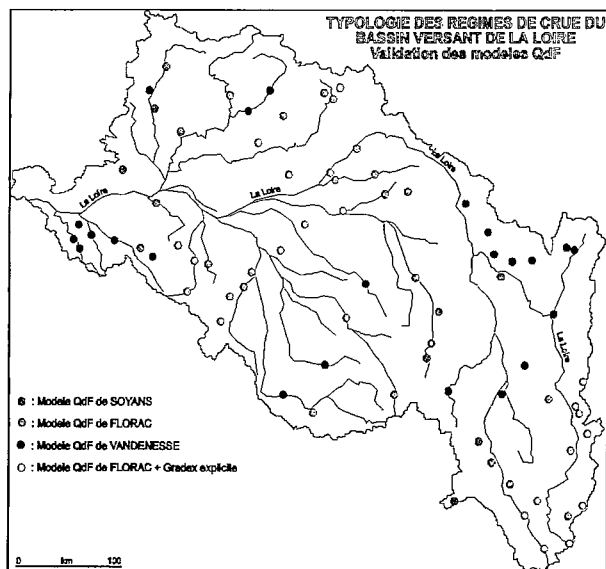 TYPOLOGIE DES REGIMES DE CRUE DU
BASSIN VERSANT DE LA LOIRE
Validation des modeles QdF
La Loire
La Loire
La Loire
La Loire
: Modele QdF de SOYANS
: Modele QdF de FLORAC
: Modele QdF de VANDENESSE
: Modele QdF de FLORAC + Gradex explicite
0 km 100